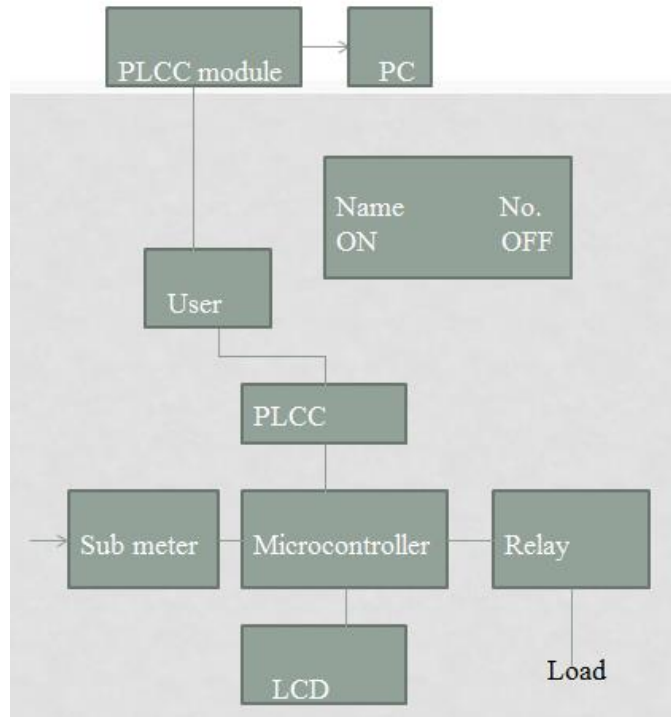 PLCC module
PC
Name No.
ON OFF
User
PLCC
Sub meter
Microcontroller
Relay
Load
LCD